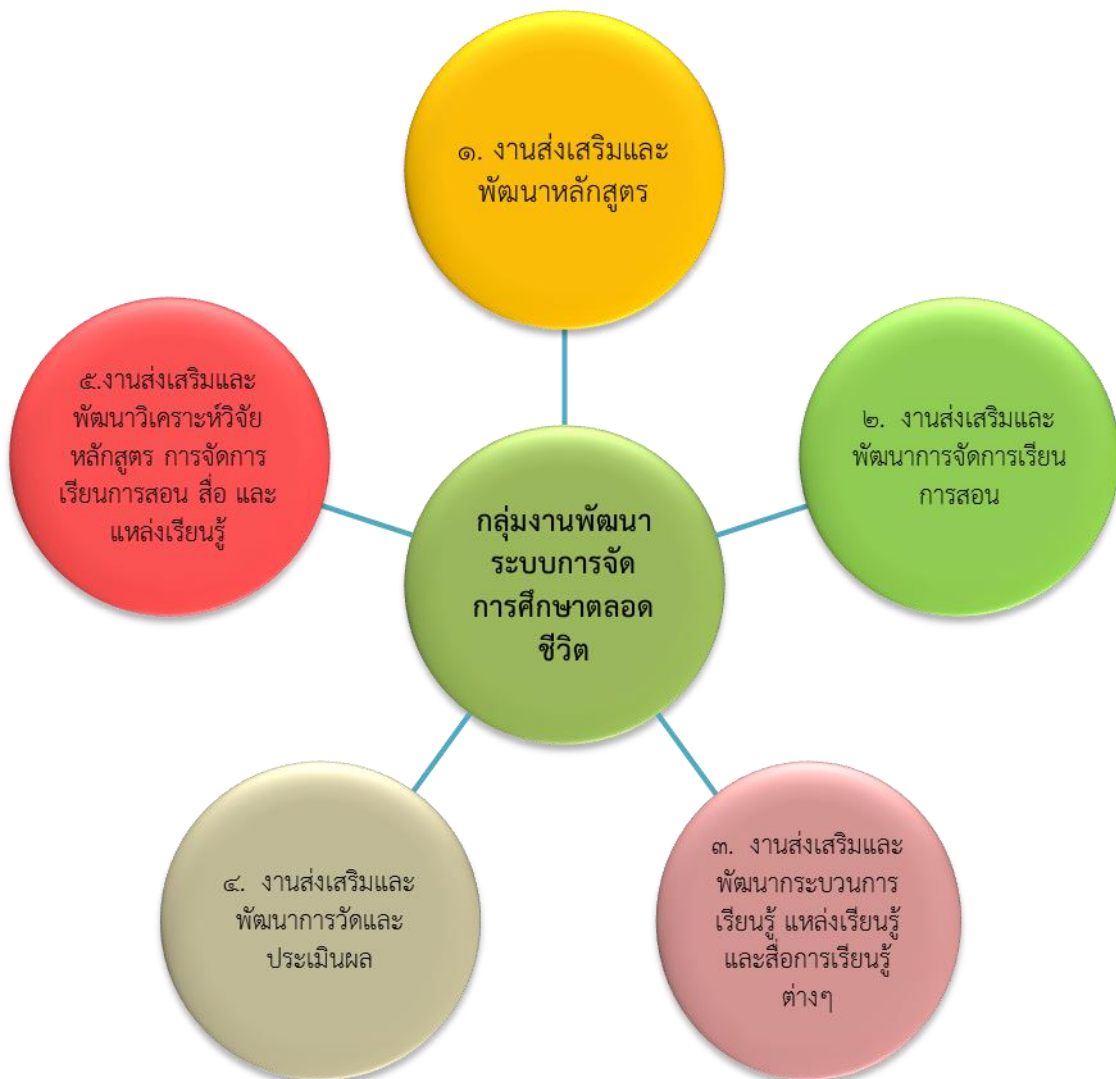 ๑. งานส่งเสริมและ
พัฒนาหลักสูตร
๒. งานส่งเสริมและ
พัฒนาการจัดการเรียน
การสอน
๓. งานส่งเสริมและ
พัฒนากระบวนการ
เรียนรู้ แหล่งเรียนรู้
และสื่อการเรียนรู้
ต่างๆ
๔. งานส่งเสริมและ
พัฒนาการวัดและ
ประเมินผล
๕.งานส่งเสริมและ
พัฒนาวิเคราะห์วิจัย
หลักสูตร การจัดการ
เรียนการสอน สื่อ และ
แหล่งเรียนรู้
กลุ่มงานพัฒนา
ระบบการจัด
การศึกษาตลอด
ชีวิต